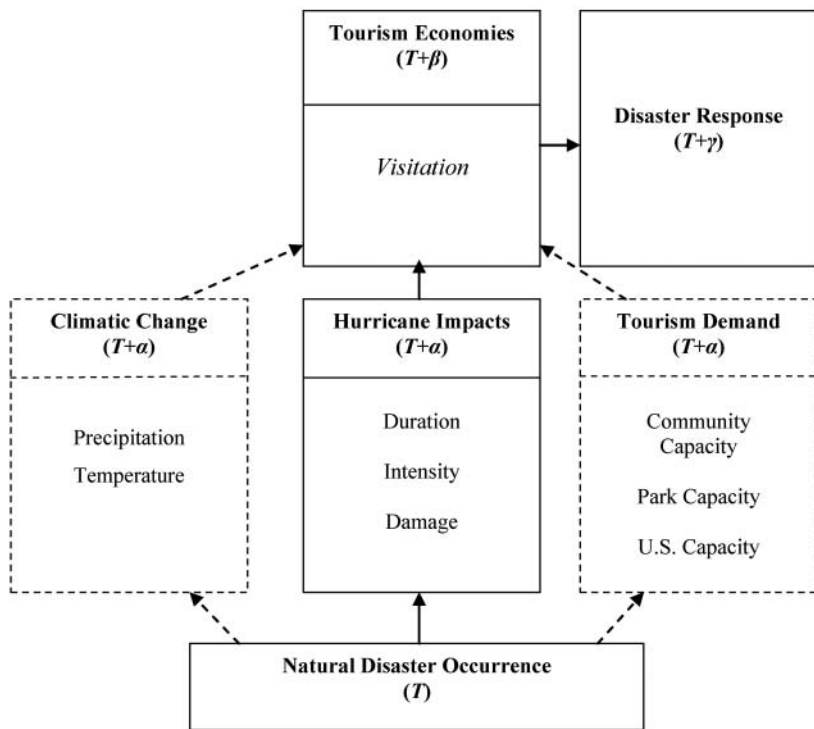 Tourism Economies
(T+β)
Visitation
Disaster Response
(T+γ)
Climatic Change
(T+α)
Precipitation
Temperature
Hurricane Impacts
(T+α)
Duration
Intensity
Damage
Tourism Demand
(T+α)
Community
Capacity
Park Capacity
U.S. Capacity
Natural Disaster Occurrence
(T)